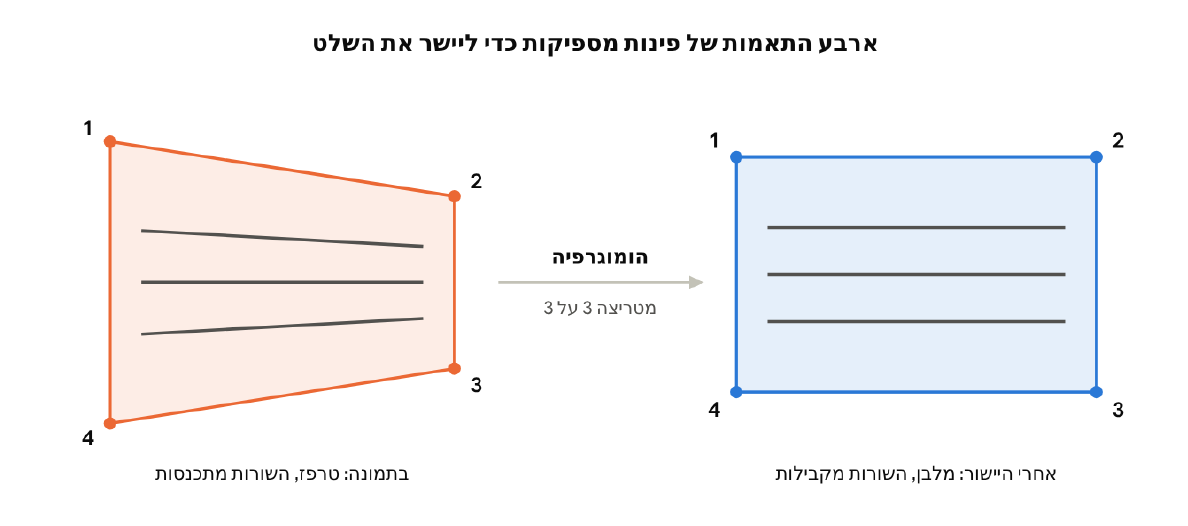 ארבע התאמות של פינות מספיקות כדי ליישר את השלט
1
2
3
4
הומוגרפיה
מטריצה 3 על 3
1
2
3
4
בתמונה: טרפז, השורות מתכנסות
אחרי היישור: מלבן, השורות מקבילות